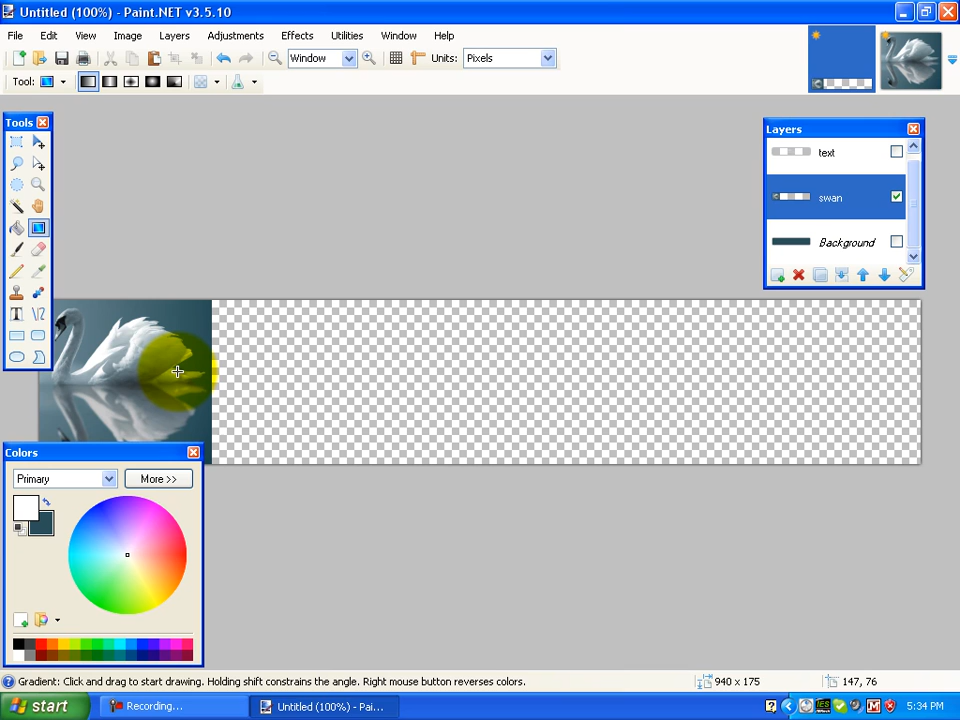 Untitled (100%) - Paint.NET v3.5.10
File Edit View Image Layers Adjustments Effects Utilities Window Help
Window Units: Pixels
Tool:
Tools
Layers
text
swan
Background
Colors
Primary More >>
Gradient: Click and drag to start drawing. Holding shift constrains the angle. Right mouse button reverses colors. 940 x 175 147, 76
start Recording... Untitled (100%) - Pai... 5:34 PM